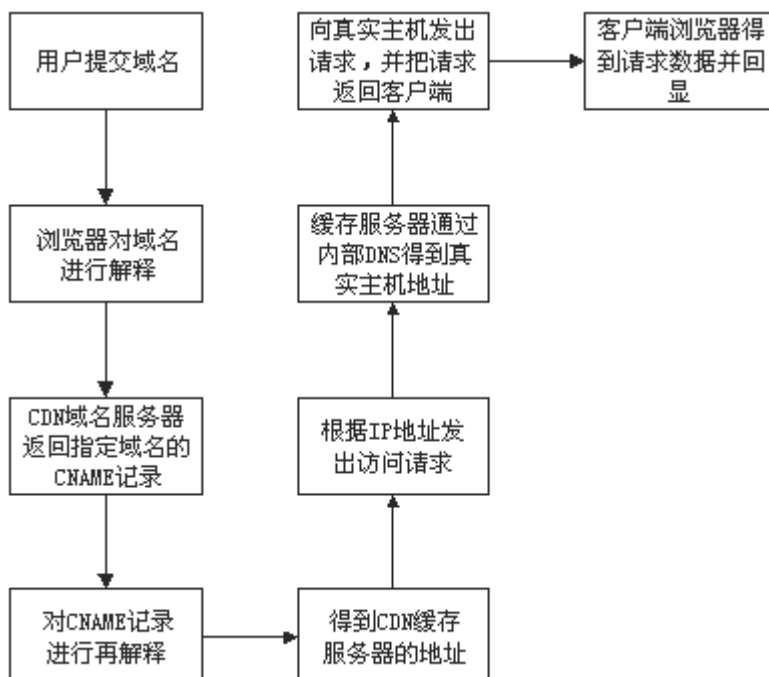 用户提交域名
浏览器对域名
进行解释
CDN域名服务器
返回指定域名的
CNAME记录
对CNAME记录
进行再解释
得到CDN缓存
服务器的地址
根据IP地址发
出访问请求
缓存服务器通过
内部DNS得到真
实主机地址
向真实主机发出
请求，并把请求
返回客户端
客户端浏览器得
到请求数据并回
显